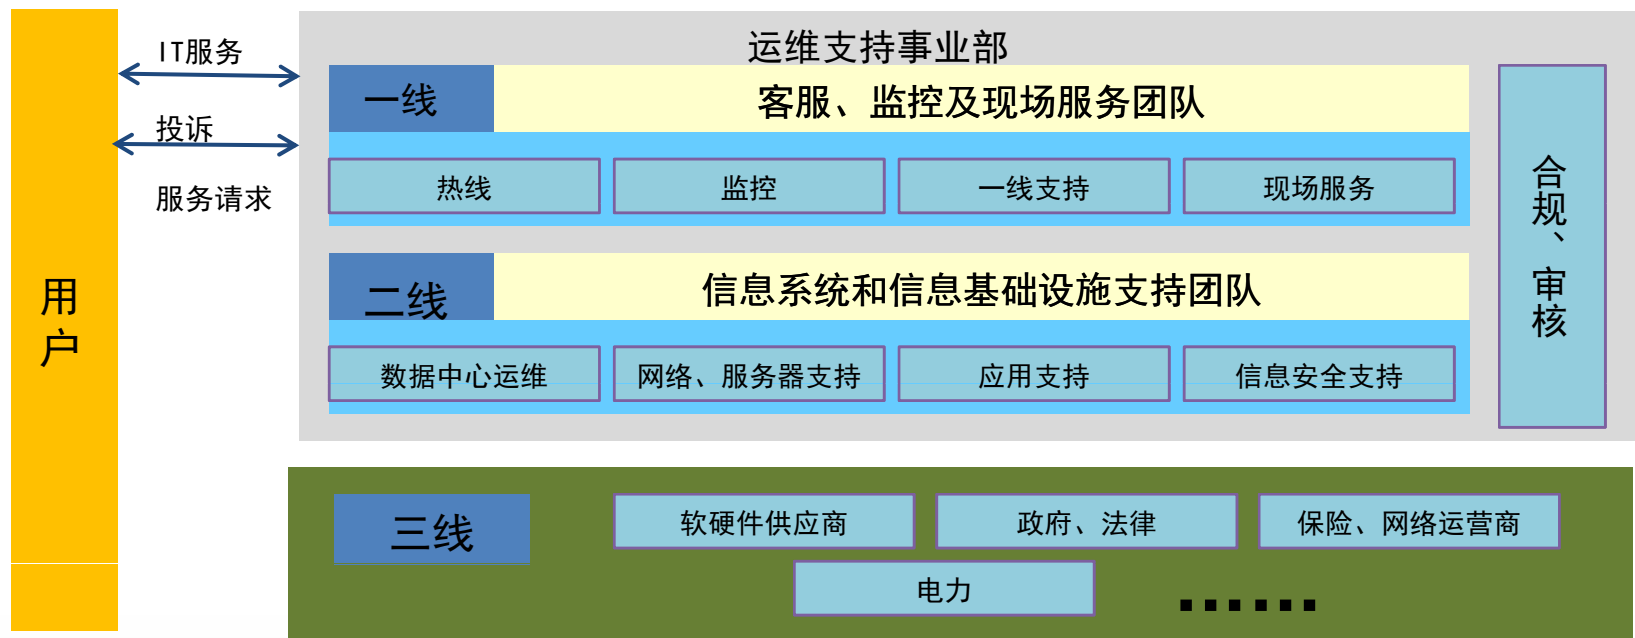 用户
IT服务
投诉
服务请求
运维支持事业部
一线
客服、监控及现场服务团队
热线
监控
一线支持
现场服务
二线
信息系统和信息基础设施支持团队
数据中心运维
网络、服务器支持
应用支持
信息安全支持
合规、审核
三线
软硬件供应商
政府、法律
保险、网络运营商
电力
……